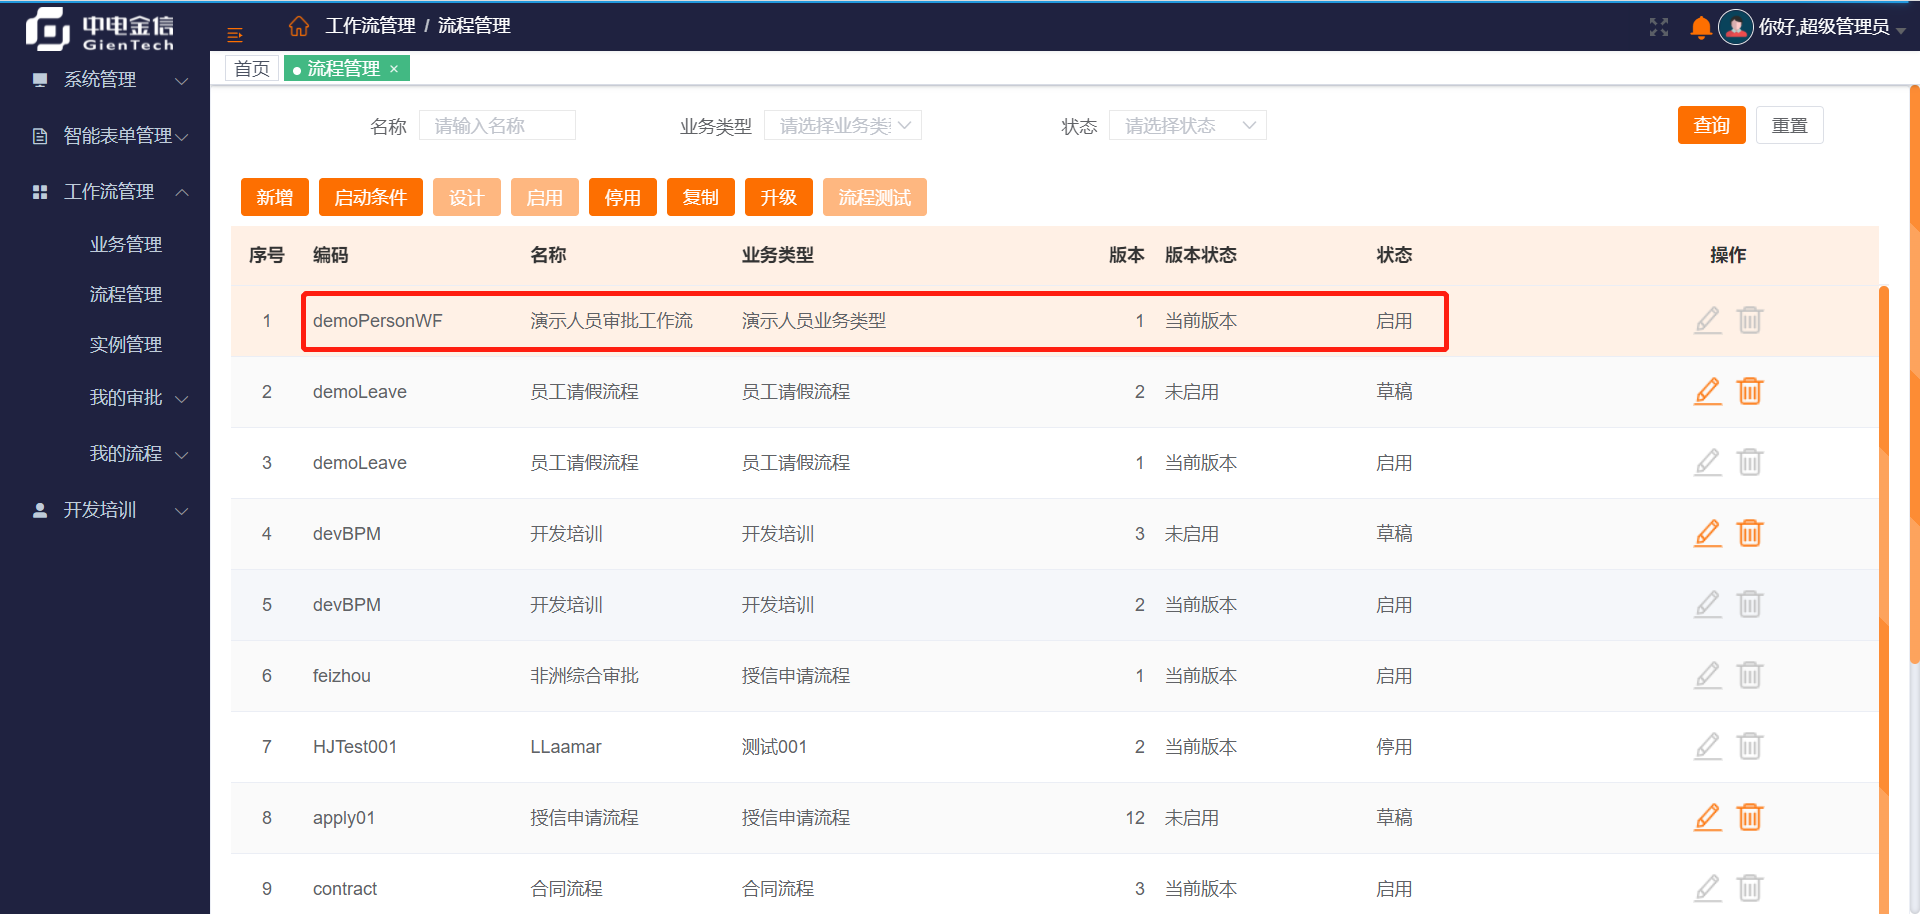 中电金信
GienTech
工作流管理 / 流程管理
你好,超级管理员
首页
流程管理 ×
系统管理
智能表单管理
工作流管理
业务管理
流程管理
实例管理
我的审批
我的流程
开发培训
名称 请输入名称 业务类型 请选择业务类 状态 请选择状态 查询 重置
新增 启动条件 设计 启用 停用 复制 升级 流程测试
序号 编码 名称 业务类型 版本 版本状态 状态 操作
1 demoPersonWF 演示人员审批工作流 演示人员业务类型 1 当前版本 启用
2 demoLeave 员工请假流程 员工请假流程 2 未启用 草稿
3 demoLeave 员工请假流程 员工请假流程 1 当前版本 启用
4 devBPM 开发培训 开发培训 3 未启用 草稿
5 devBPM 开发培训 开发培训 2 当前版本 启用
6 feizhou 非洲综合审批 授信申请流程 1 当前版本 启用
7 HJTest001 LLaamar 测试001 2 当前版本 停用
8 apply01 授信申请流程 授信申请流程 12 未启用 草稿
9 contract 合同流程 合同流程 3 当前版本 启用